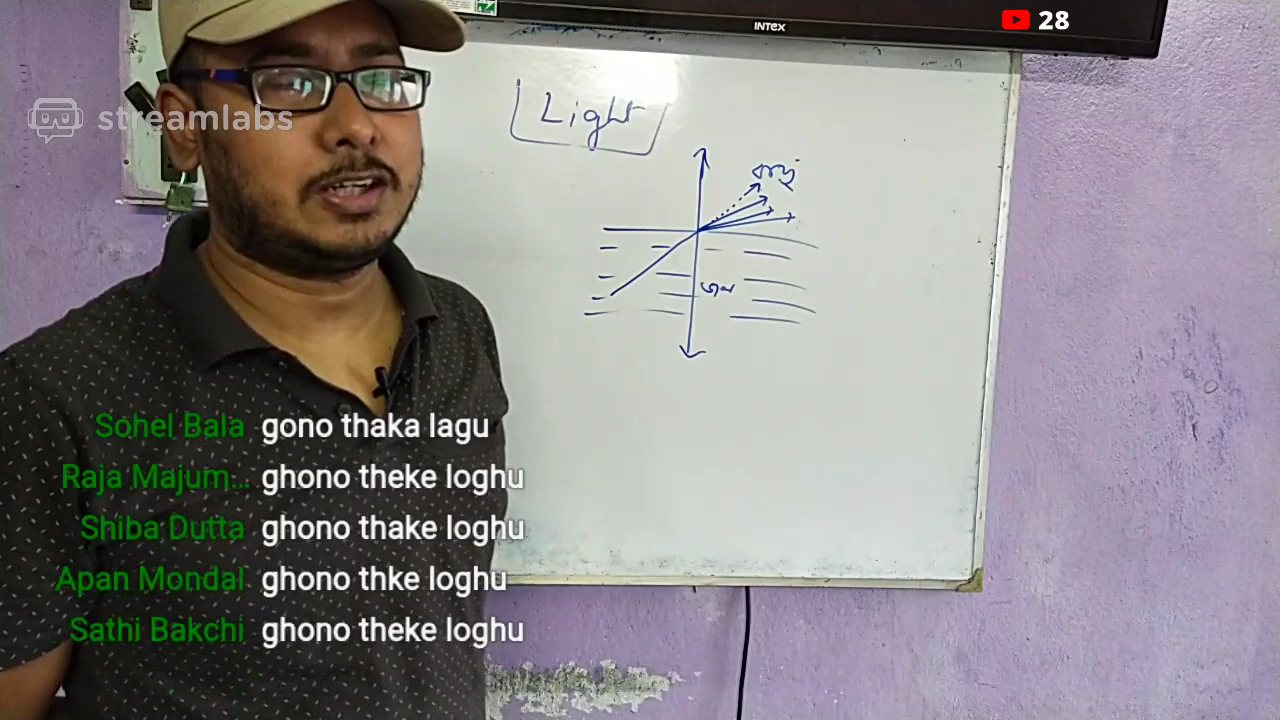 28
INTEX
streamlabs
Light
বায়ু
জল
Sohel Bala gono thaka lagu
Raja Majum... ghono theke loghu
Shiba Dutta ghono thake loghu
Apan Mondal ghono thke loghu
Sathi Bakchi ghono theke loghu